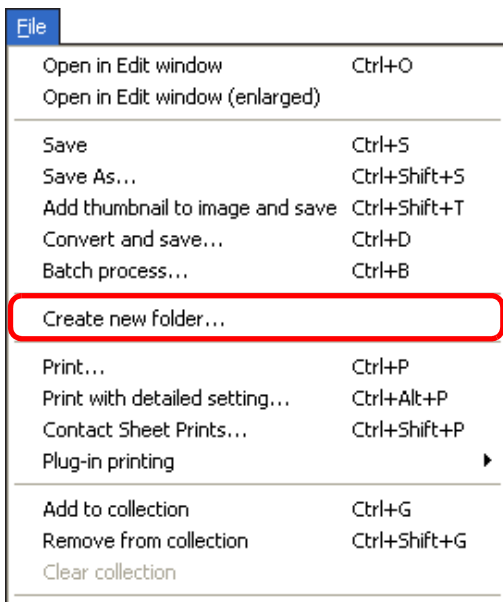 File
Open in Edit window Ctrl+O
Open in Edit window (enlarged)
Save Ctrl+S
Save As... Ctrl+Shift+S
Add thumbnail to image and save Ctrl+Shift+T
Convert and save... Ctrl+D
Batch process... Ctrl+B
Create new folder...
Print... Ctrl+P
Print with detailed setting... Ctrl+Alt+P
Contact Sheet Prints... Ctrl+Shift+P
Plug-in printing
Add to collection Ctrl+G
Remove from collection Ctrl+Shift+G
Clear collection